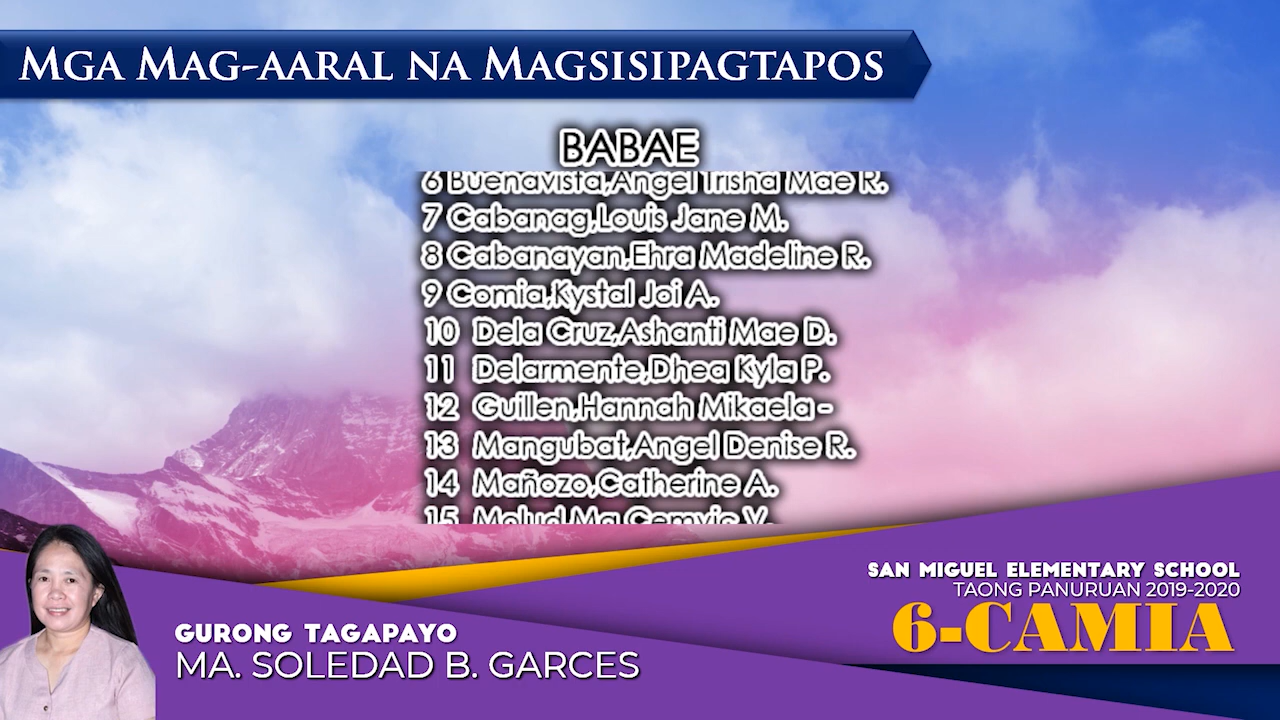 MGA MAG-AARAL NA MAGSISIPAGTAPOS
BABAE
6 Buenavista,Angel Trisha Mae R.
7 Cabanag,Louis Jane M.
8 Cabanayan,Ehra Madeline R.
9 Comia,Kystal Joi A.
10 Dela Cruz,Ashanti Mae D.
11 Delarmente,Dhea Kyla P.
12 Guillen,Hannah Mikaela -
13 Mangubat,Angel Denise R.
14 Mañozo,Catherine A.
15
SAN MIGUEL ELEMENTARY SCHOOL
TAONG PANURUAN 2019-2020
6-CAMIA
GURONG TAGAPAYO
MA. SOLEDAD B. GARCES